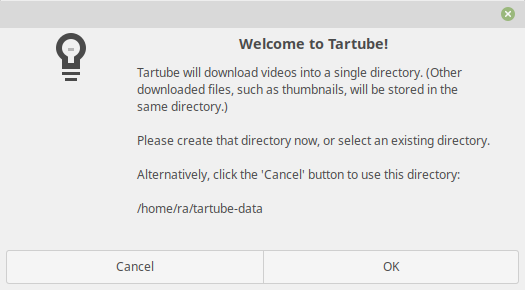 Welcome to Tartube!
Tartube will download videos into a single directory. (Other
downloaded files, such as thumbnails, will be stored in the
same directory.)
Please create that directory now, or select an existing directory.
Alternatively, click the 'Cancel' button to use this directory:
/home/ra/tartube-data
Cancel
OK